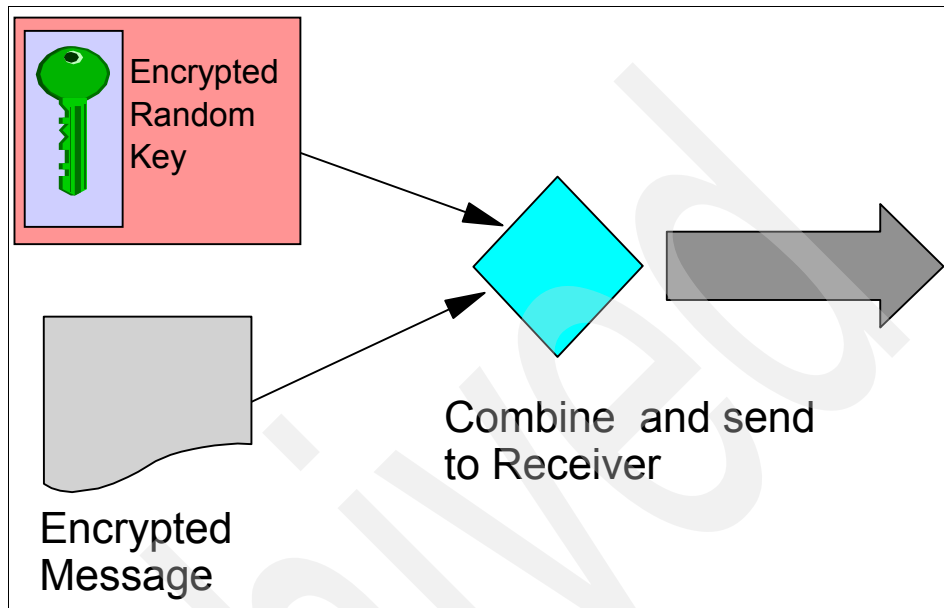 Encrypted
Random
Key
Combine and send
to Receiver
Encrypted
Message